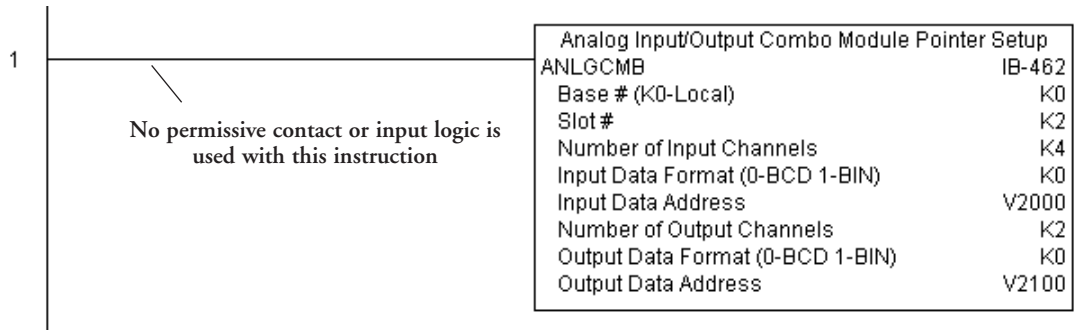 1
No permissive contact or input logic is
used with this instruction
Analog Input/Output Combo Module Pointer Setup
ANLGCMB IB-462
Base # (K0-Local) K0
Slot # K2
Number of Input Channels K4
Input Data Format (0-BCD 1-BIN) K0
Input Data Address V2000
Number of Output Channels K2
Output Data Format (0-BCD 1-BIN) K0
Output Data Address V2100